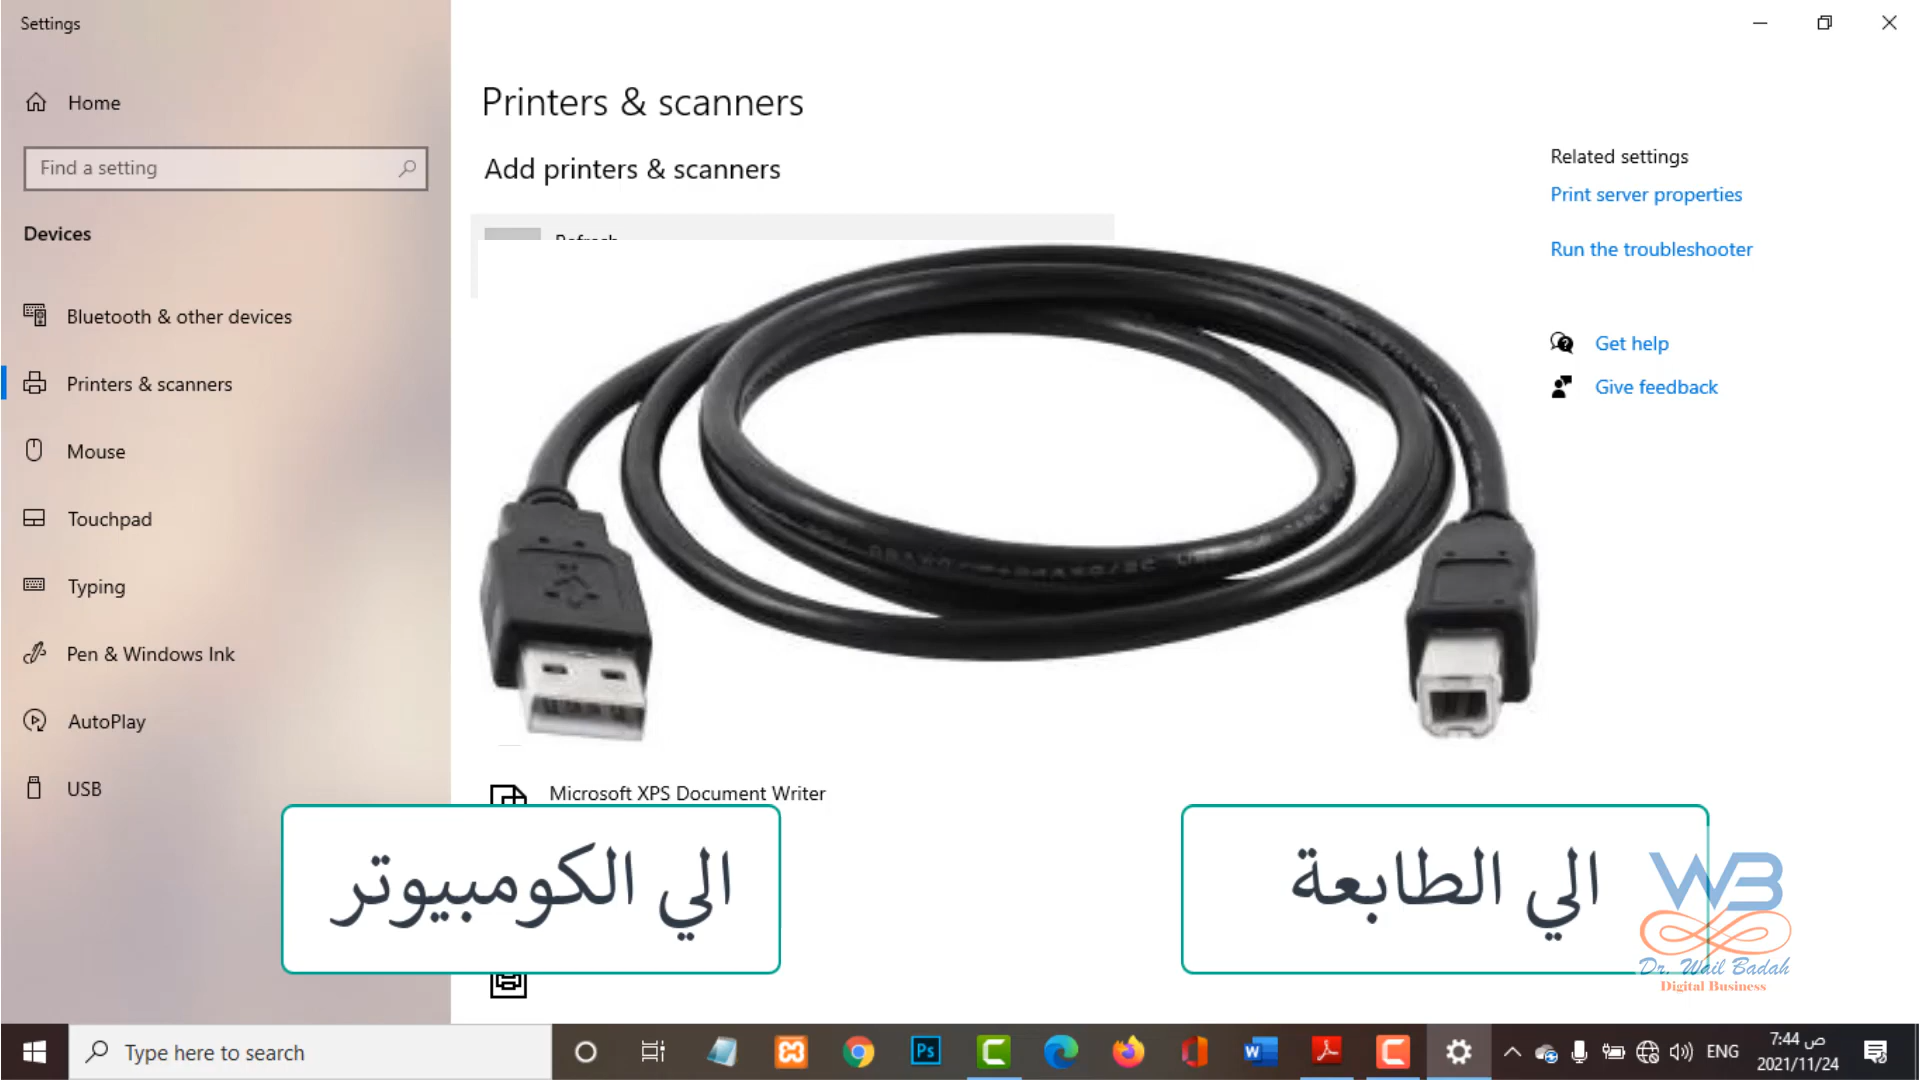 Settings
Home
Find a setting
Devices
Bluetooth & other devices
Printers & scanners
Mouse
Touchpad
Typing
Pen & Windows Ink
AutoPlay
USB
Printers & scanners
Add printers & scanners
Refresh
Microsoft XPS Document Writer
Related settings
Print server properties
Run the troubleshooter
Get help
Give feedback
الي الكومبيوتر
الي الطابعة
WB
Dr. Wail Badah
Digital Business
Type here to search
Ps
W
ENG
7:44 ص
2021/11/24